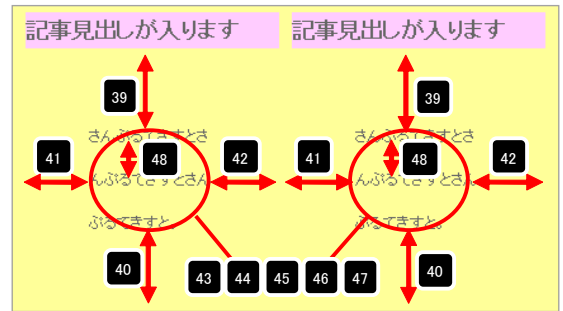 記事見出しが入ります 記事見出しが入ります
39 39
さんぷるてきすとさ さんぷるてきすとさ
41 48 42 41 48 42
んぷるてきすとさん んぷるてきすとさん
ぷるてきすと。 ぷるてきすと。
40 43 44 45 46 47 40